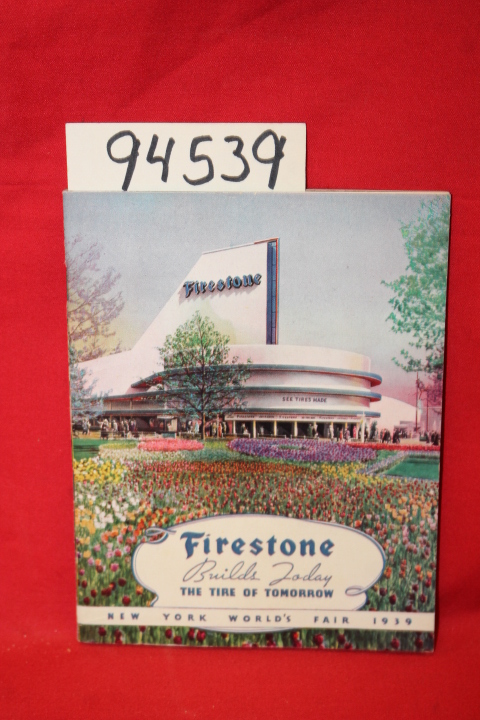 94539
Firestone
SEE TIRES MADE
Firestone
Builds Today
THE TIRE OF TOMORROW
NEW YORK WORLD'S FAIR 1939